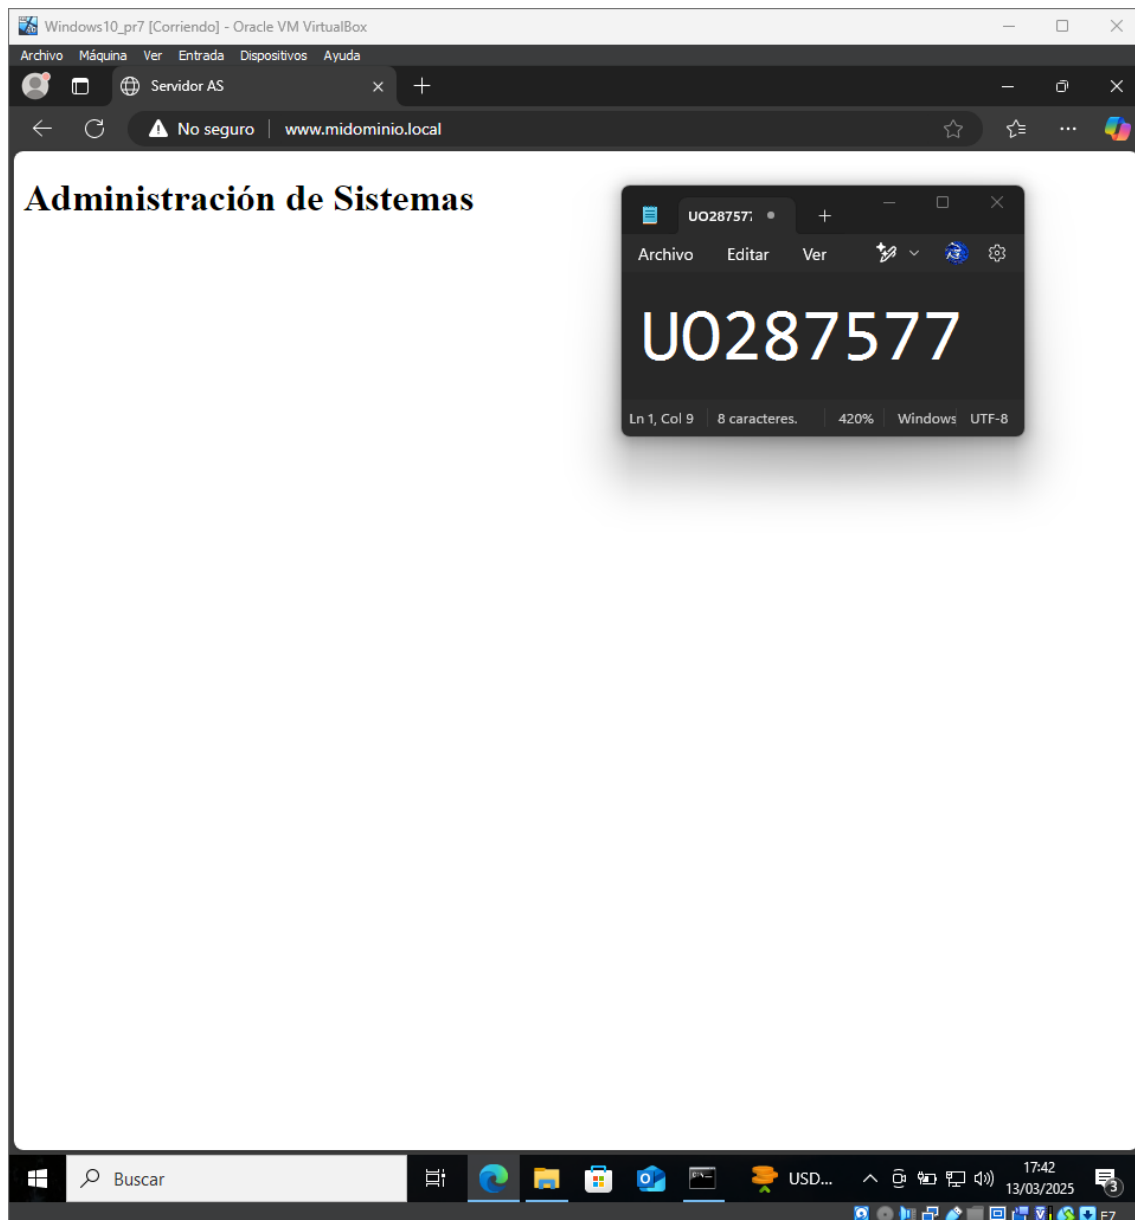 Windows10_pr7 [Corriendo] - Oracle VM VirtualBox
Archivo Máquina Ver Entrada Dispositivos Ayuda
Servidor AS
No seguro www.midominio.local
Administración de Sistemas
UO28757
Archivo Editar Ver
UO287577
Ln 1, Col 9 8 caracteres. 420% Windows UTF-8
Buscar
USD...
17:42
13/03/2025
3